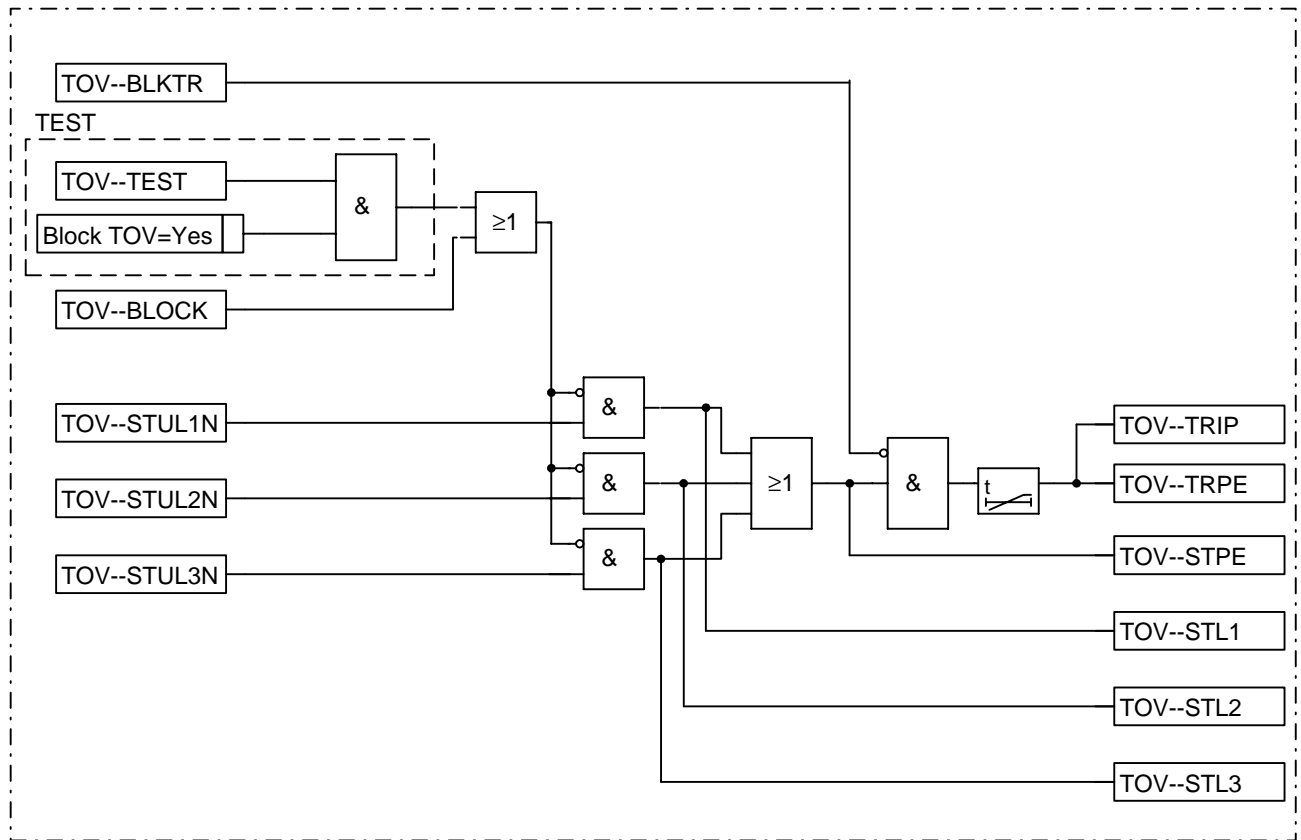 TOV--BLKTR
TEST
TOV--TEST
&
Block TOV=Yes
≥1
TOV--BLOCK
TOV--STUL1N
&
TOV--TRIP
TOV--STUL2N
&
≥1
&
t
TOV--TRPE
TOV--STUL3N
&
TOV--STPE
TOV--STL1
TOV--STL2
TOV--STL3